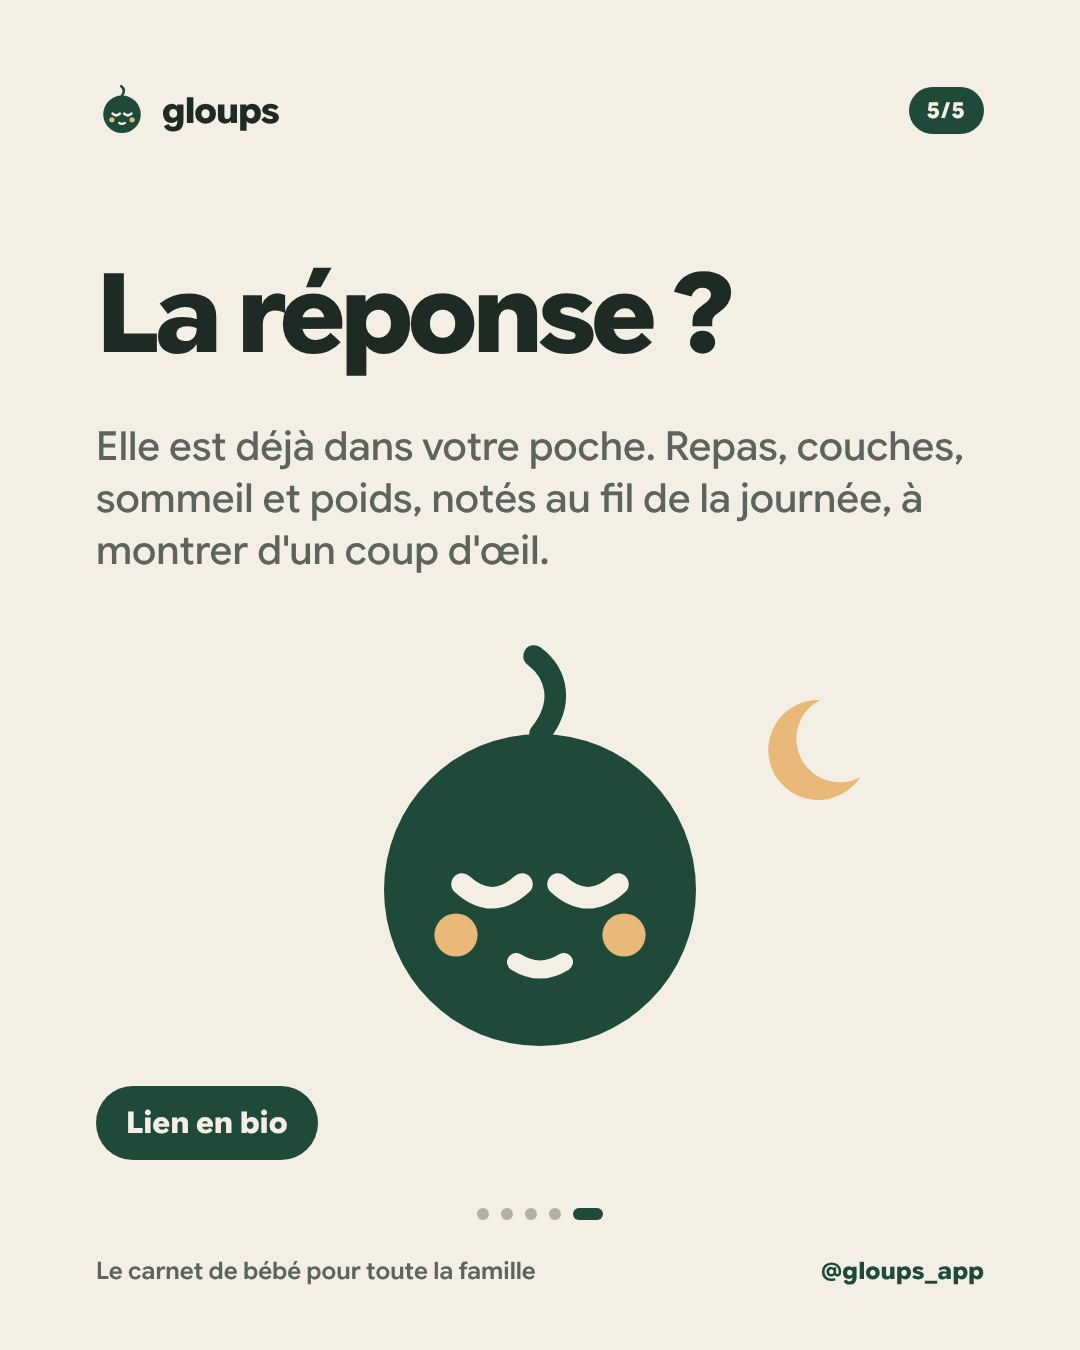 gloups
5/5
La réponse ?
Elle est déjà dans votre poche. Repas, couches,
sommeil et poids, notés au fil de la journée, à
montrer d'un coup d'œil.
Lien en bio
Le carnet de bébé pour toute la famille
@gloups_app